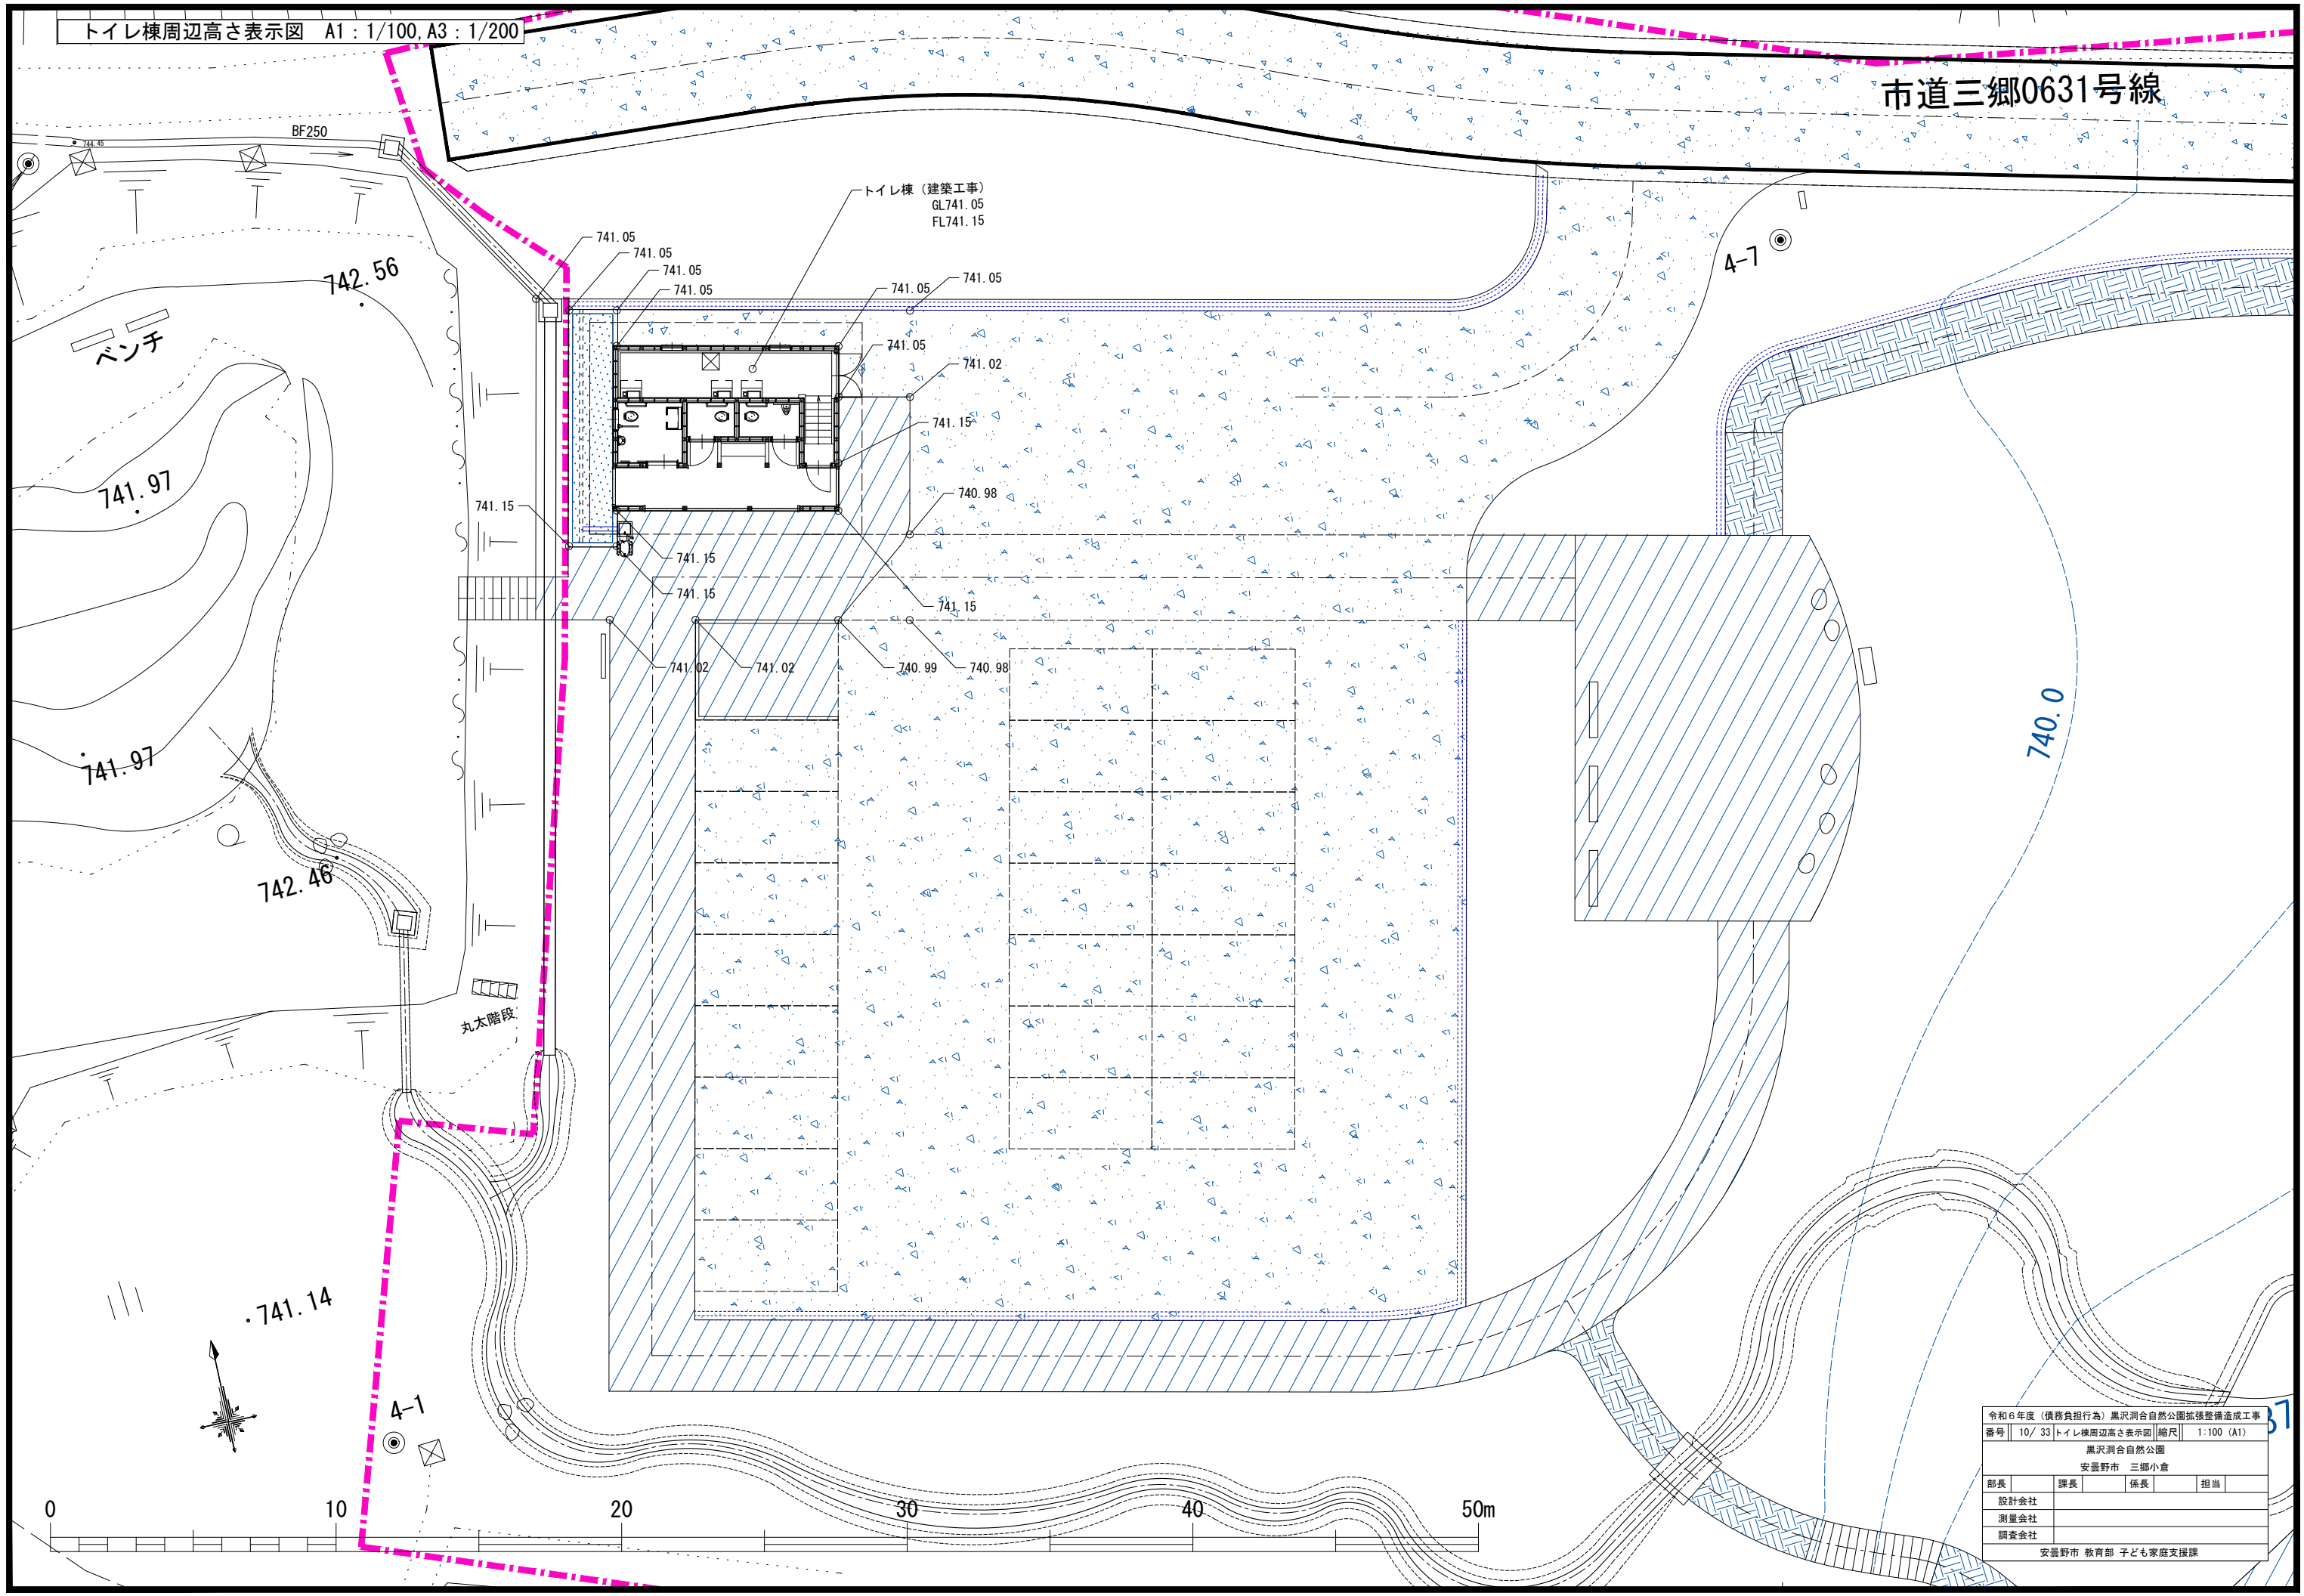 トイレ棟周辺高さ表示図　A1：1/100, A3：1/200
市道三郷0631号線
BF250
744.45
トイレ棟（建築工事）
GL741.05
FL741.15
741.05
741.05
741.05
741.05
741.05
741.05
741.05
741.02
741.15
740.98
741.15
741.15
741.15
741.15
741.02
741.02
740.99
740.98
4-7
742.56
ベンチ
741.97
741.97
742.46
丸太階段
740.0
741.14
4-1
0
10
20
30
40
50m
令和６年度（債務負担行為）黒沢洞合自然公園拡張整備造成工事
番号 10/ 33 トイレ棟周辺高さ表示図 縮尺 1:100 (A1)
黒沢洞合自然公園
安曇野市　三郷小倉
部長 課長 係長 担当
設計会社
測量会社
調査会社
安曇野市 教育部 子ども家庭支援課